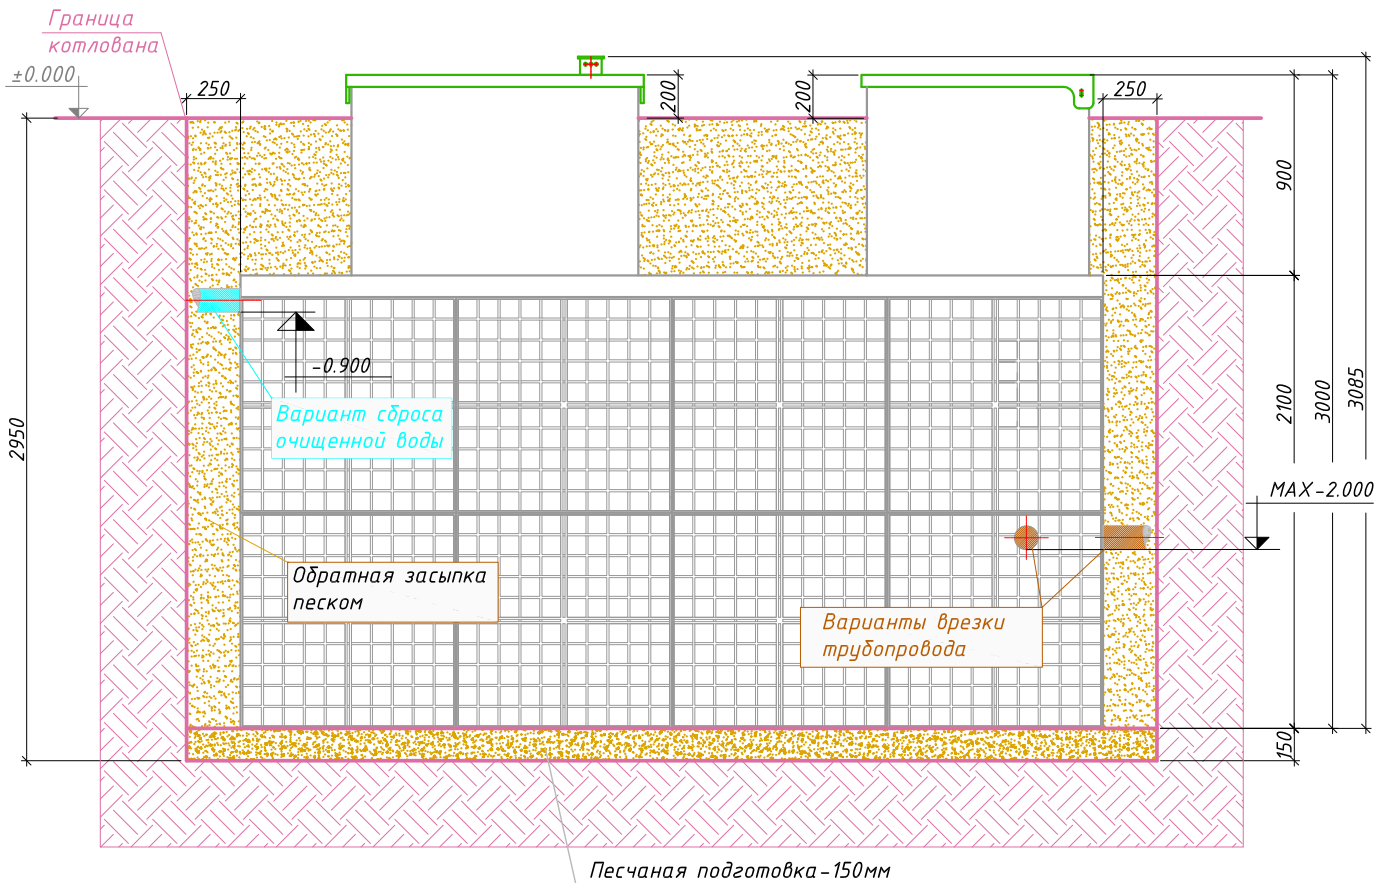 Граница
котлована
±0.000
250
200
200
250
900
2950
-0.900
2100
3000
3085
Вариант сброса
очищенной воды
MAX-2.000
Обратная засыпка
песком
Варианты врезки
трубопровода
150
Песчаная подготовка-150мм